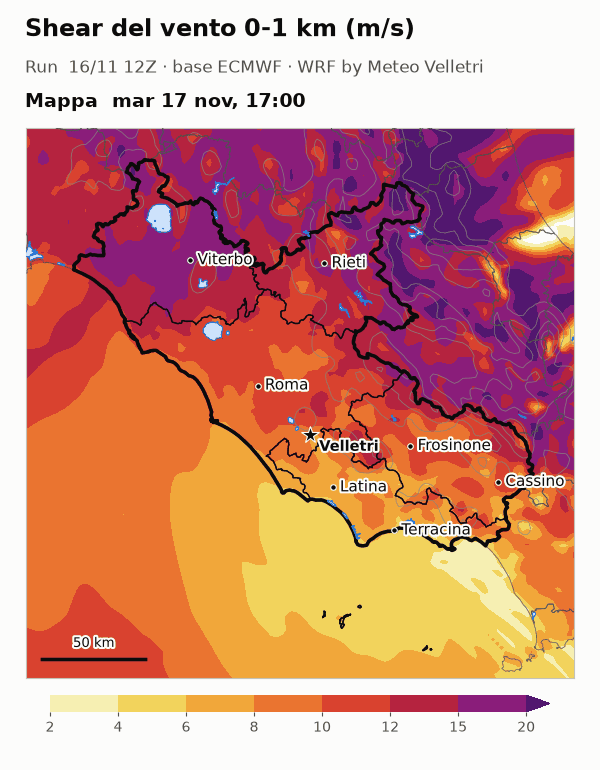 Shear del vento 0-1 km (m/s)
Run  16/11 12Z · base ECMWF · WRF by Meteo Velletri
Mappa  mar 17 nov, 17:00
Viterbo
Rieti
Roma
Velletri
Frosinone
Latina
Cassino
Terracina
50 km
2 4 6 8 10 12 15 20